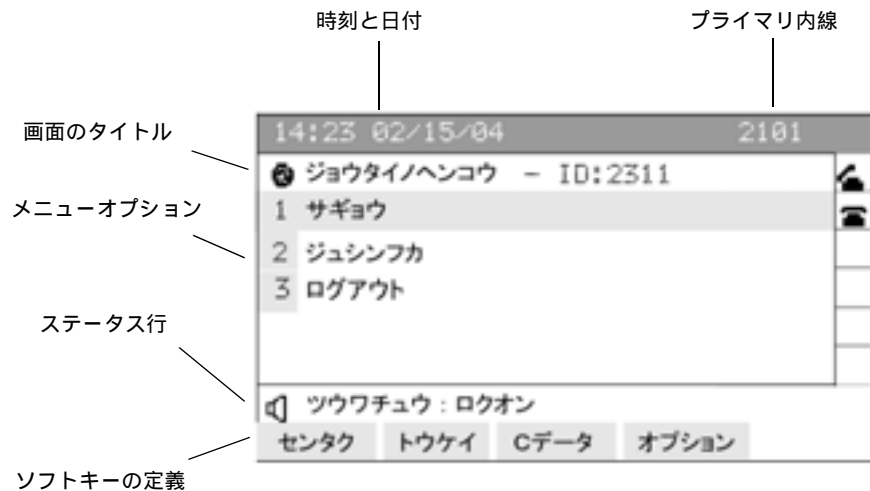 時刻と日付
プライマリ内線
画面のタイトル
14:23 02/15/04 2101
ジョウタイノヘンコウ - ID:2311
メニューオプション
1 サギョウ
2 ジュシンフカ
3 ログアウト
ステータス行
ツウワチュウ:ロクオン
センタク トウケイ Cデータ オプション
ソフトキーの定義